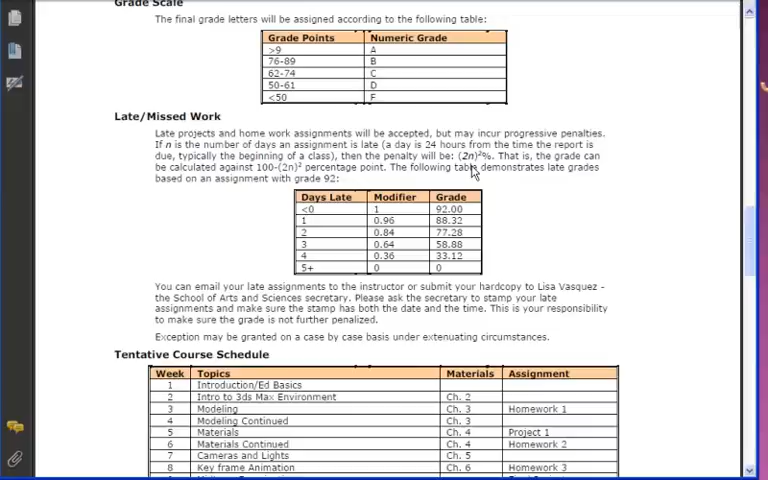 Grade Scale
The final grade letters will be assigned according to the following table:
Grade Points Numeric Grade
>9 A
76-89 B
62-74 C
50-61 D
<50 F
Late/Missed Work
Late projects and home work assignments will be accepted, but may incur progressive penalties.
If n is the number of days an assignment is late (a day is 24 hours from the time the report is
due, typically the beginning of a class), then the penalty will be: (2n)²%. That is, the grade can
be calculated against 100-(2n)² percentage point. The following table demonstrates late grades
based on an assignment with grade 92:
Days Late Modifier Grade
<0 1 92.00
1 0.96 88.32
2 0.84 77.28
3 0.64 58.88
4 0.36 33.12
5+ 0 0
You can email your late assignments to the instructor or submit your hardcopy to Lisa Vasquez -
the School of Arts and Sciences secretary. Please ask the secretary to stamp your late
assignments and make sure the stamp has both the date and the time. This is your responsibility
to make sure the grade is not further penalized.
Exception may be granted on a case by case basis under extenuating circumstances.
Tentative Course Schedule
Week Topics Materials Assignment
1 Introduction/Ed Basics
2 Intro to 3ds Max Environment Ch. 2
3 Modeling Ch. 3 Homework 1
4 Modeling Continued Ch. 3
5 Materials Ch. 4 Project 1
6 Materials Continued Ch. 4 Homework 2
7 Cameras and Lights Ch. 5
8 Key frame Animation Ch. 6 Homework 3